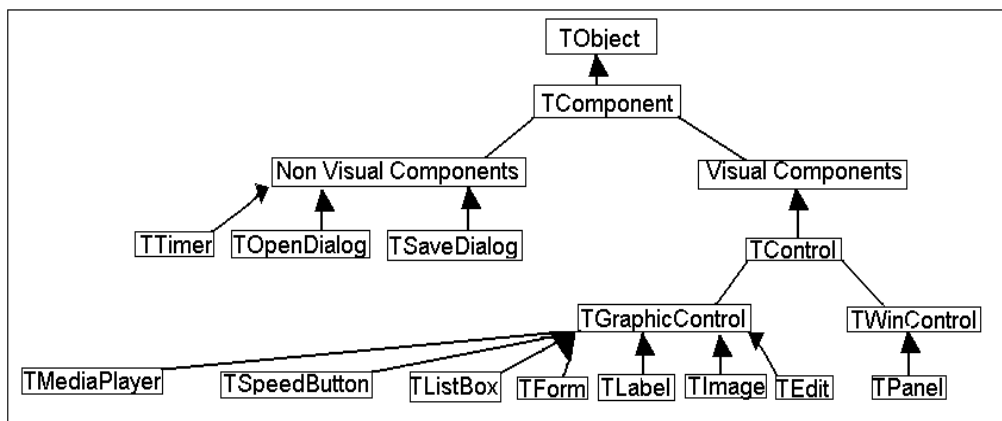 TObject
TComponent
Non Visual Components
Visual Components
TTimer
TOpenDialog
TSaveDialog
TControl
TGraphicControl
TWinControl
TMediaPlayer
TSpeedButton
TListBox
TForm
TLabel
TImage
TEdit
TPanel